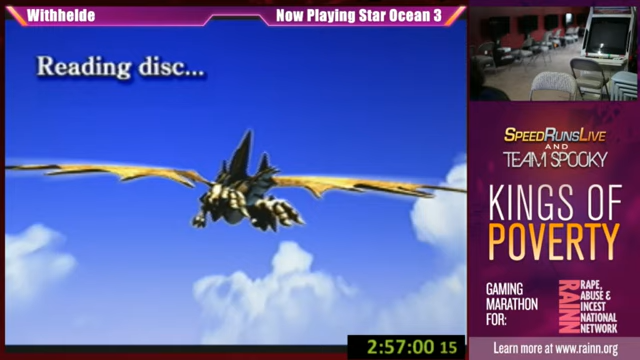 Withhelde
Now Playing Star Ocean 3
Reading disc...
SPEEDRUNSLIVE
AND
TEAM SPOOKY
KINGS OF
POVERTY
GAMING
MARATHON
FOR:
RAINN
RAPE,
ABUSE &
INCEST
NATIONAL
NETWORK
Learn more at www.rainn.org
2:57:00 15